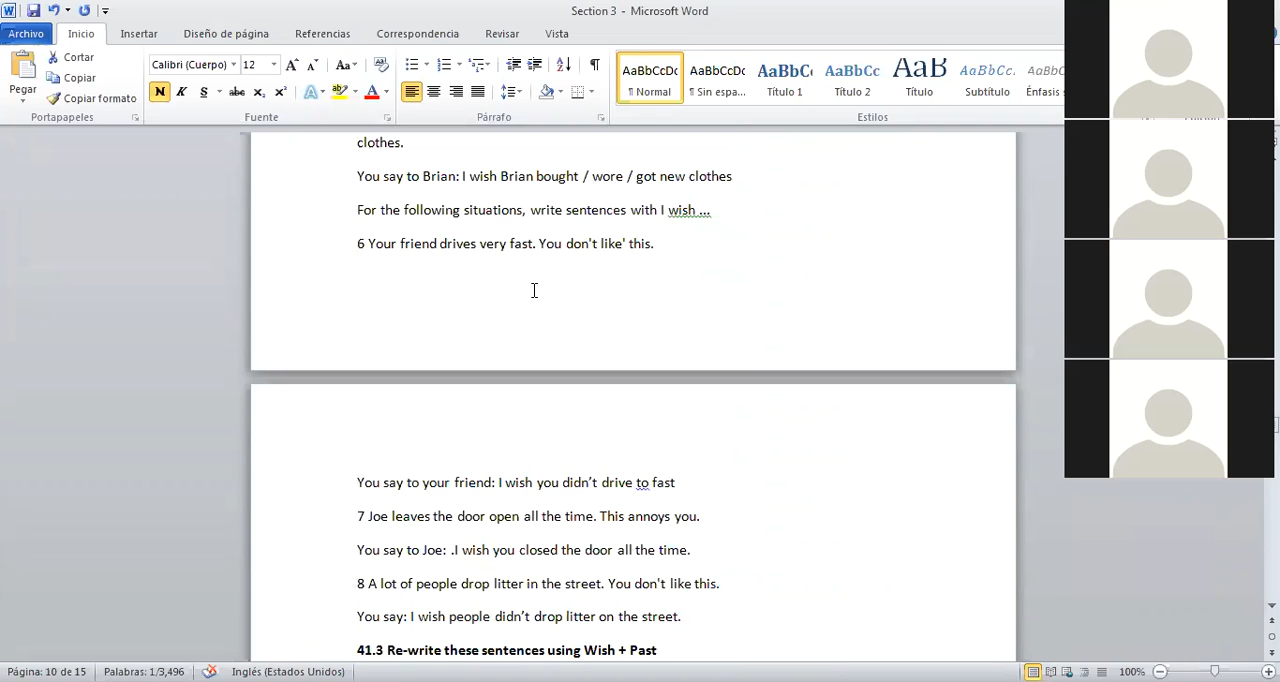 Section 3 - Microsoft Word
Archivo Inicio Insertar Diseño de página Referencias Correspondencia Revisar Vista
Pegar
Cortar
Copiar
Copiar formato
Portapapeles
Calibri (Cuerpo) 12
Fuente
Párrafo
AaBbCcDc AaBbCcDc AaBbC AaBbCc AaB AaBbCc.
¶ Normal ¶ Sin espa... Título 1 Título 2 Título Subtítulo Énfasis
Estilos
clothes.
You say to Brian: I wish Brian bought / wore / got new clothes
For the following situations, write sentences with I wish ...
6 Your friend drives very fast. You don't like' this.
You say to your friend: I wish you didn’t drive to fast
7 Joe leaves the door open all the time. This annoys you.
You say to Joe: .I wish you closed the door all the time.
8 A lot of people drop litter in the street. You don't like this.
You say: I wish people didn’t drop litter on the street.
41.3 Re-write these sentences using Wish + Past
Página: 10 de 15 Palabras: 1/3,496 Inglés (Estados Unidos) 100%